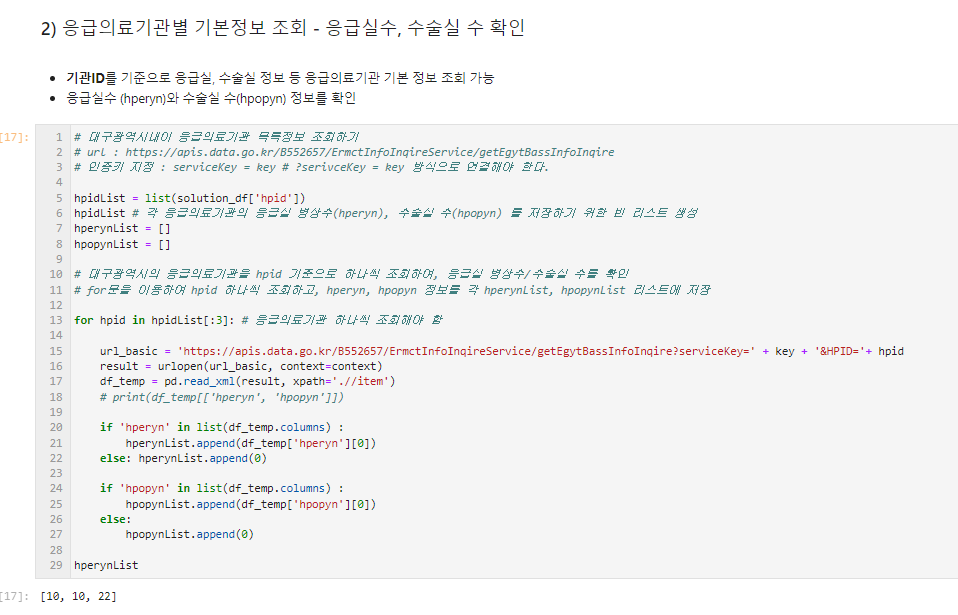 2) 응급의료기관별 기본정보 조회 - 응급실수, 수술실 수 확인
• 기관ID를 기준으로 응급실, 수술실 정보 등 응급의료기관 기본 정보 조회 가능
• 응급실수 (hperyn)와 수술실 수(hpopyn) 정보를 확인
[17]:
1 # 대구광역시내이 응급의료기관 목록정보 조회하기
2 # url : https://apis.data.go.kr/B552657/ErmctInfoInqireService/getEgytBassInfoInqire
3 # 인증키 지정 : serviceKey = key # ?serivceKey = key 방식으로 연결해야 한다.
4
5 hpidList = list(solution_df['hpid'])
6 hpidList # 각 응급의료기관의 응급실 병상수(hperyn), 수술실 수(hpopyn) 를 저장하기 위한 빈 리스트 생성
7 hperynList = []
8 hpopynList = []
9
10 # 대구광역시의 응급의료기관을 hpid 기준으로 하나씩 조회하여, 응급실 병상수/수술실 수를 확인
11 # for문을 이용하여 hpid 하나씩 조회하고, hperyn, hpopyn 정보를 각 hperynList, hpopynList 리스트에 저장
12
13 for hpid in hpidList[:3]: # 응급의료기관 하나씩 조회해야 함
14
15     url_basic = 'https://apis.data.go.kr/B552657/ErmctInfoInqireService/getEgytBassInfoInqire?serviceKey=' + key + '&HPID='+ hpid
16     result = urlopen(url_basic, context=context)
17     df_temp = pd.read_xml(result, xpath='.//item')
18     # print(df_temp[['hperyn', 'hpopyn']])
19
20     if 'hperyn' in list(df_temp.columns) :
21         hperynList.append(df_temp['hperyn'][0])
22     else: hperynList.append(0)
23
24     if 'hpopyn' in list(df_temp.columns) :
25         hpopynList.append(df_temp['hpopyn'][0])
26     else:
27         hpopynList.append(0)
28
29 hperynList
[17]: [10, 10, 22]